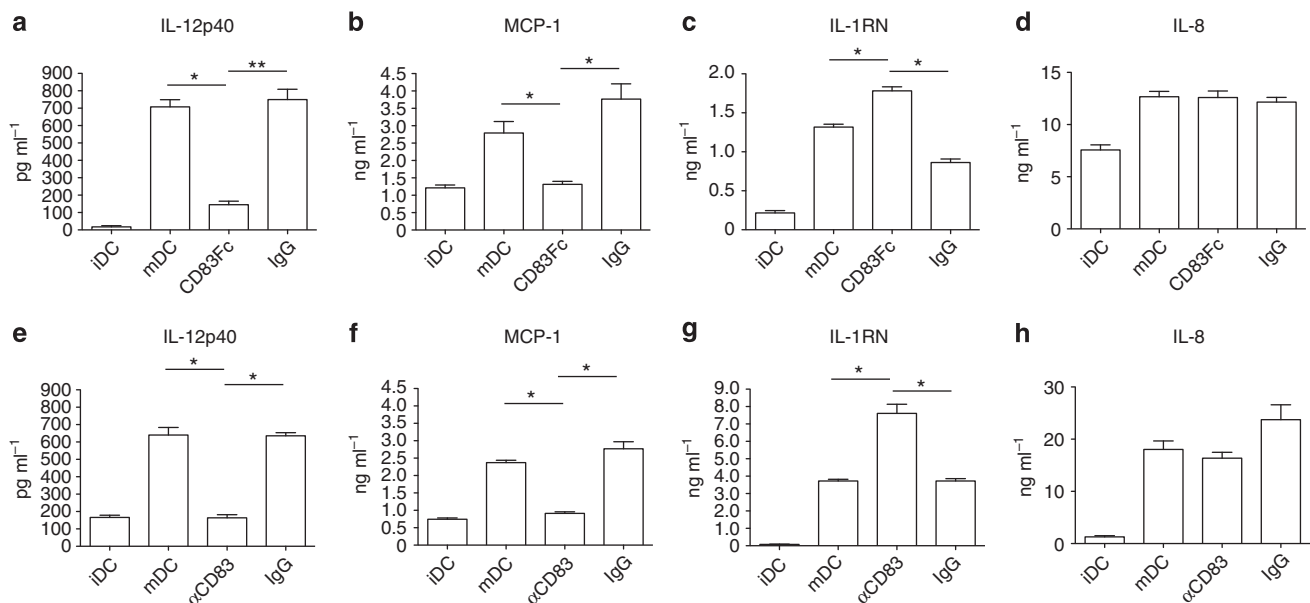 a IL-12p40
* **
900
800
700
600
500
400
300
200
100
0
pg ml⁻¹
iDC mDC CD83Fc IgG
b MCP-1
* *
4.5
4.0
3.5
3.0
2.5
2.0
1.5
1.0
0.5
0
ng ml⁻¹
iDC mDC CD83Fc IgG
c IL-1RN
* *
2.0
1.5
1.0
0.5
0
ng ml⁻¹
iDC mDC CD83Fc IgG
d IL-8
15
10
5
0
ng ml⁻¹
iDC mDC CD83Fc IgG
e IL-12p40
* *
900
800
700
600
500
400
300
200
100
0
pg ml⁻¹
iDC mDC αCD83 IgG
f MCP-1
* *
4.5
4.0
3.5
3.0
2.5
2.0
1.5
1.0
0.5
0
ng ml⁻¹
iDC mDC αCD83 IgG
g IL-1RN
* *
9.0
8.0
7.0
6.0
5.0
4.0
3.0
2.0
1.0
0
ng ml⁻¹
iDC mDC αCD83 IgG
h IL-8
30
20
10
0
ng ml⁻¹
iDC mDC αCD83 IgG